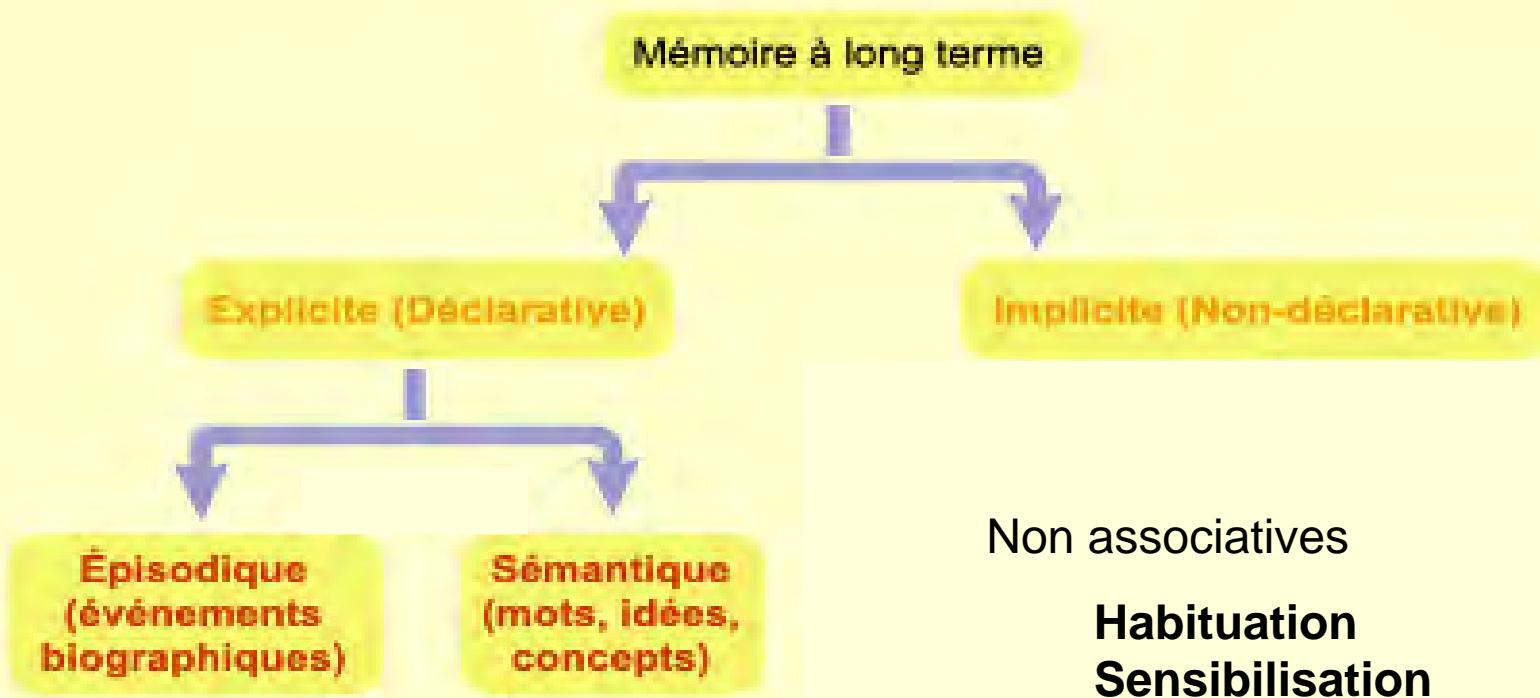 Mémoire à long terme
Explicite (Déclarative)
Implicite (Non-déclarative)
Épisodique
(événements
biographiques)
Sémantique
(mots, idées,
concepts)
Non associatives
Habituation
Sensibilisation